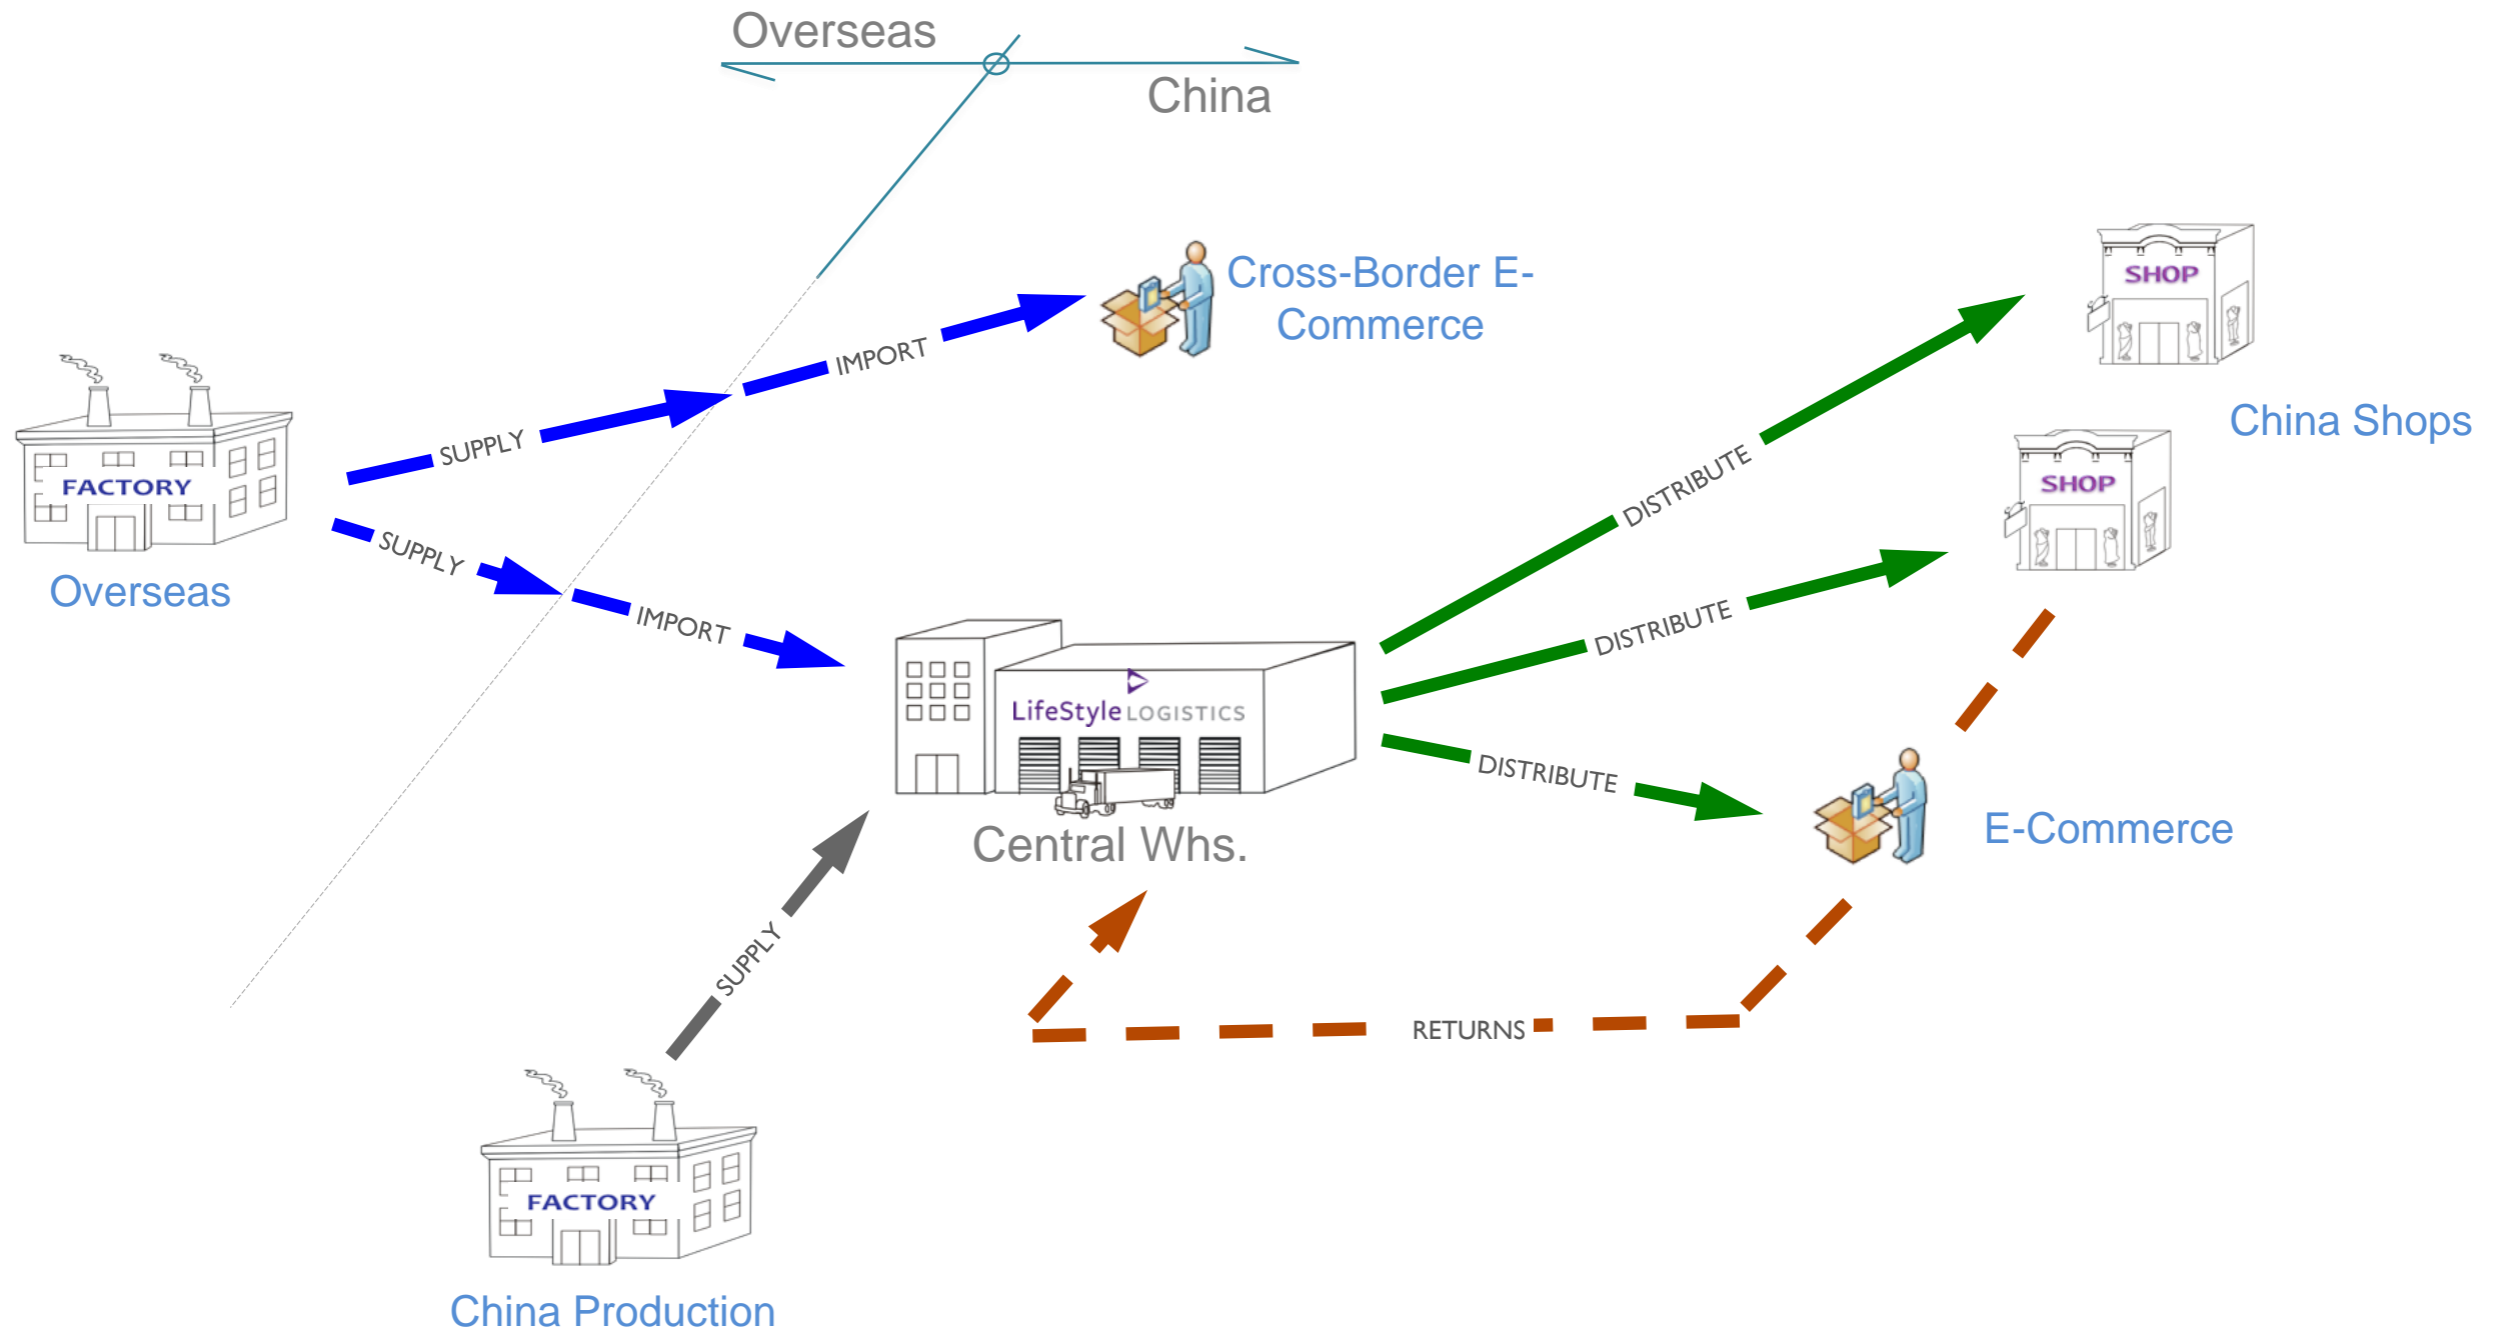 Overseas
China
Cross-Border E-
Commerce
SHOP
China Shops
IMPORT
SUPPLY
FACTORY
SHOP
DISTRIBUTE
SUPPLY
Overseas
IMPORT
DISTRIBUTE
LifeStyle LOGISTICS
DISTRIBUTE
Central Whs.
E-Commerce
SUPPLY
RETURNS
FACTORY
China Production